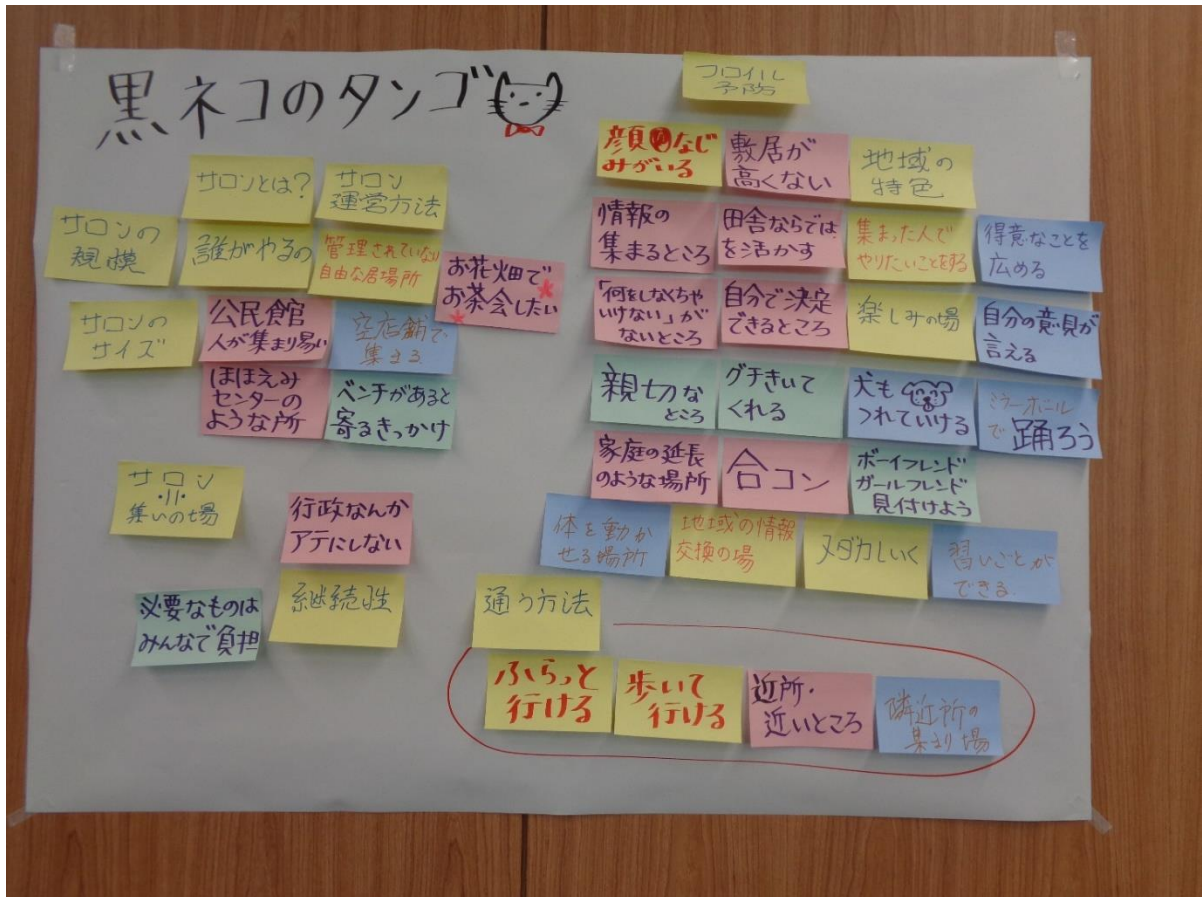 黒ネコのタンゴ
フロイル
予防
サロンとは?
サロン
運営方法
サロンの
規模
誰がやるの
管理されていない
自由な居場所
お花畑で
お茶会したい
サロンの
サイズ
公民館
人が集まり易い
空店舗で
集まる
ほほえみ
センターの
ような所
ベンチがあると
寄るきっかけ
サロン
集いの場
行政なんか
アテにしない
必要なものは
みんなで負担
継続性
顔なじ
みがいる
敷居が
高くない
地域の
特色
情報の
集まるところ
田舎ならでは
を活かす
集まった人で
やりたいことをする
得意なことを
広める
「何をしなくちゃ
いけない」が
ないところ
自分で決定
できるところ
楽しみの場
自分の意見が
言える
親切な
ところ
グチきいて
くれる
犬も
つれていける
ミラーボール
で踊ろう
家庭の延長
のような場所
合コン
ボーイフレンド
ガールフレンド
見付けよう
体を動か
せる場所
地域の情報
交換の場
メダカしいく
習いごとが
できる
通う方法
ふらっと
行ける
歩いて
行ける
近所・
近いところ
隣近所の
集まり場